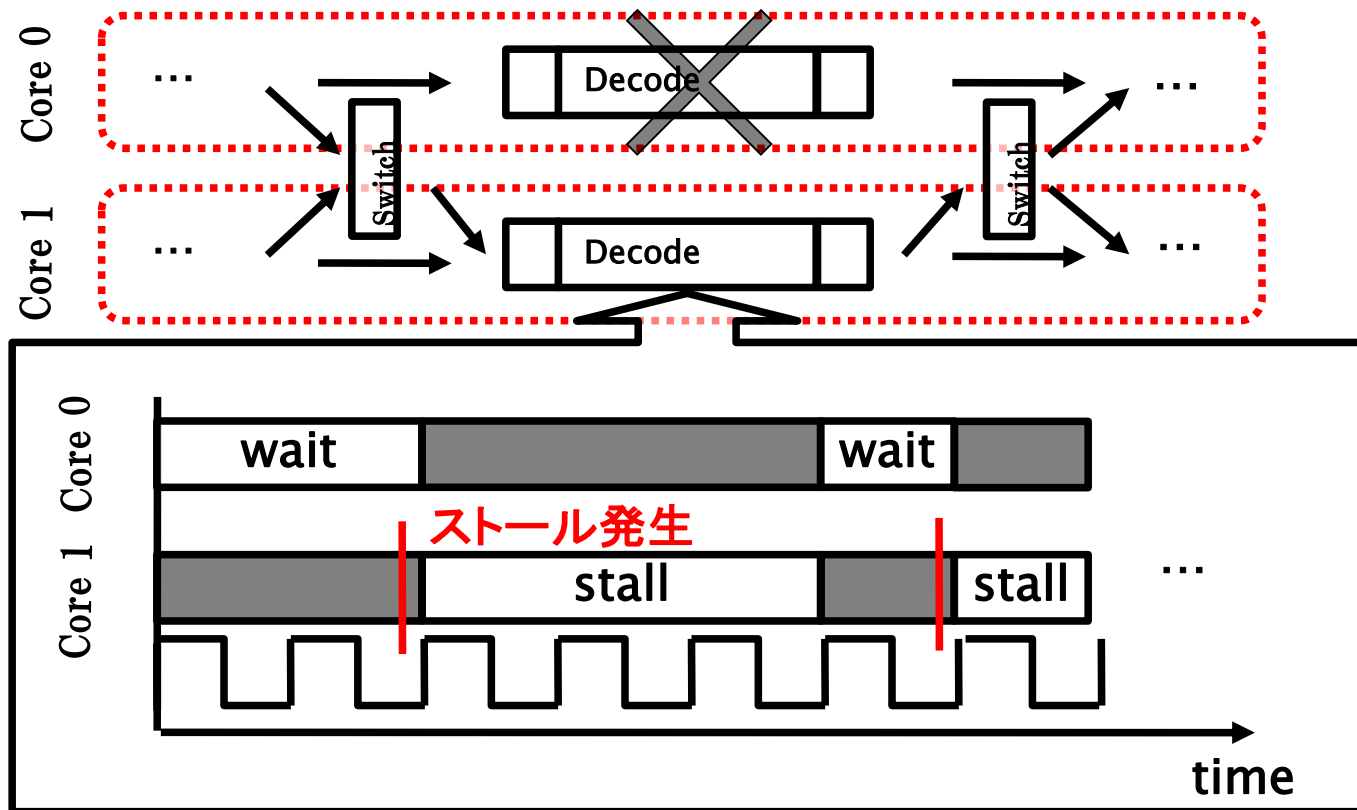 Core 0
...
Decode
...
Switch
Switch
Core 1
...
Decode
...
Core 0
wait
wait
ストール発生
Core 1
stall
stall
...
time